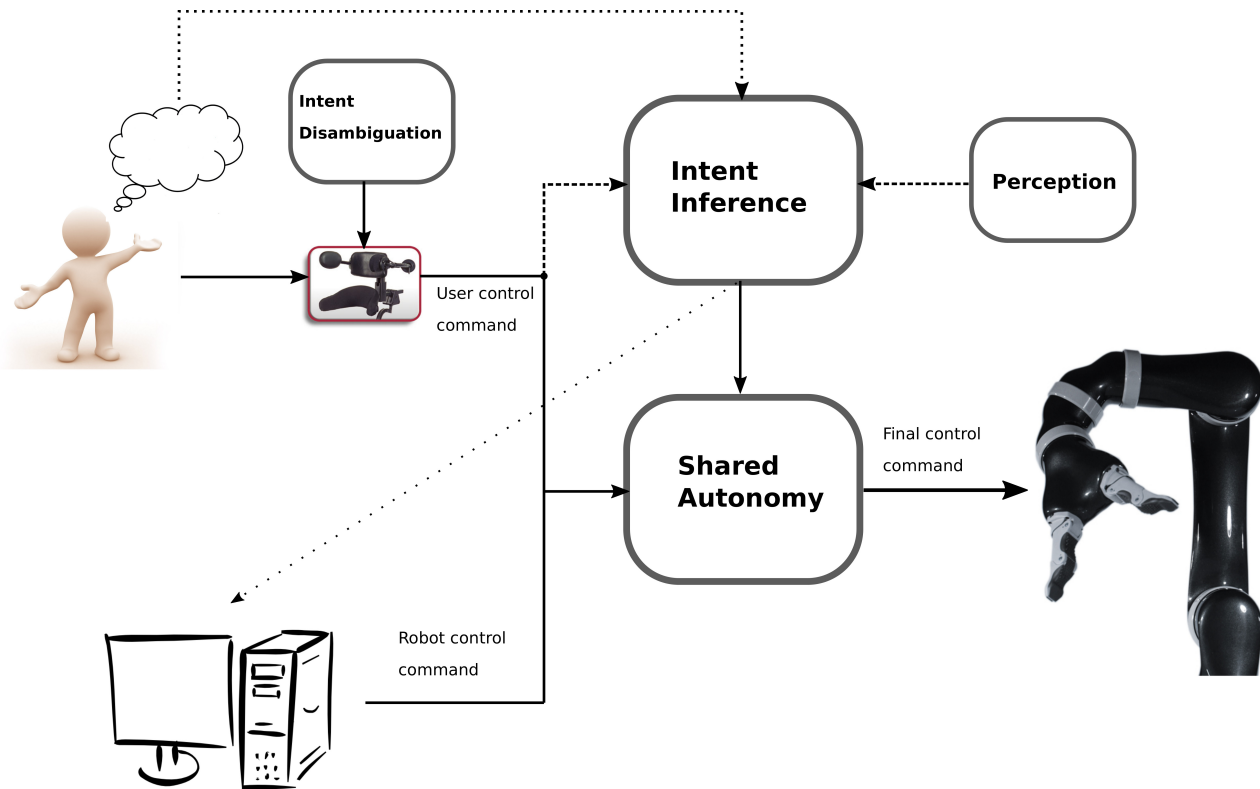 Intent
Disambiguation
Intent
Inference
Perception
User control
command
Shared
Autonomy
Final control
command
Robot control
command